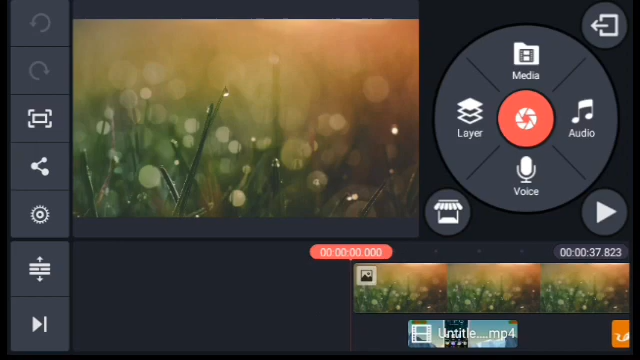 Media
Layer
Audio
Voice
00:00:00.000
00:00:37.823
Untitle....mp4